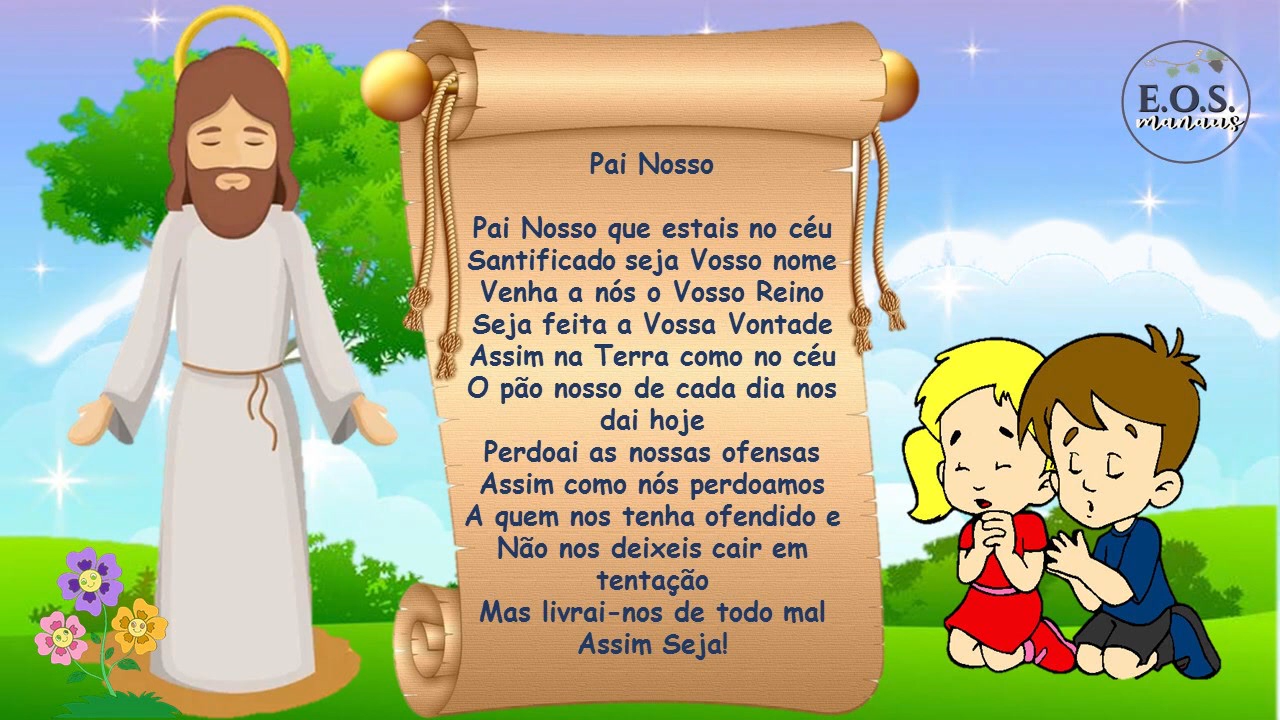 E.O.S.
manaus
Pai Nosso
Pai Nosso que estais no céu
Santificado seja Vosso nome
Venha a nós o Vosso Reino
Seja feita a Vossa Vontade
Assim na Terra como no céu
O pão nosso de cada dia nos
dai hoje
Perdoai as nossas ofensas
Assim como nós perdoamos
A quem nos tenha ofendido e
Não nos deixeis cair em
tentação
Mas livrai-nos de todo mal
Assim Seja!